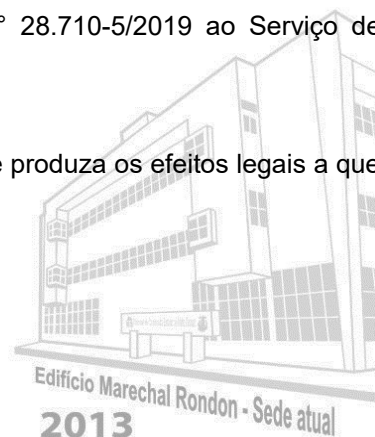 ° 28.710-5/2019 ao Serviço de
e produza os efeitos legais a que
Edifício Marechal Rondon - Sede atual
2013